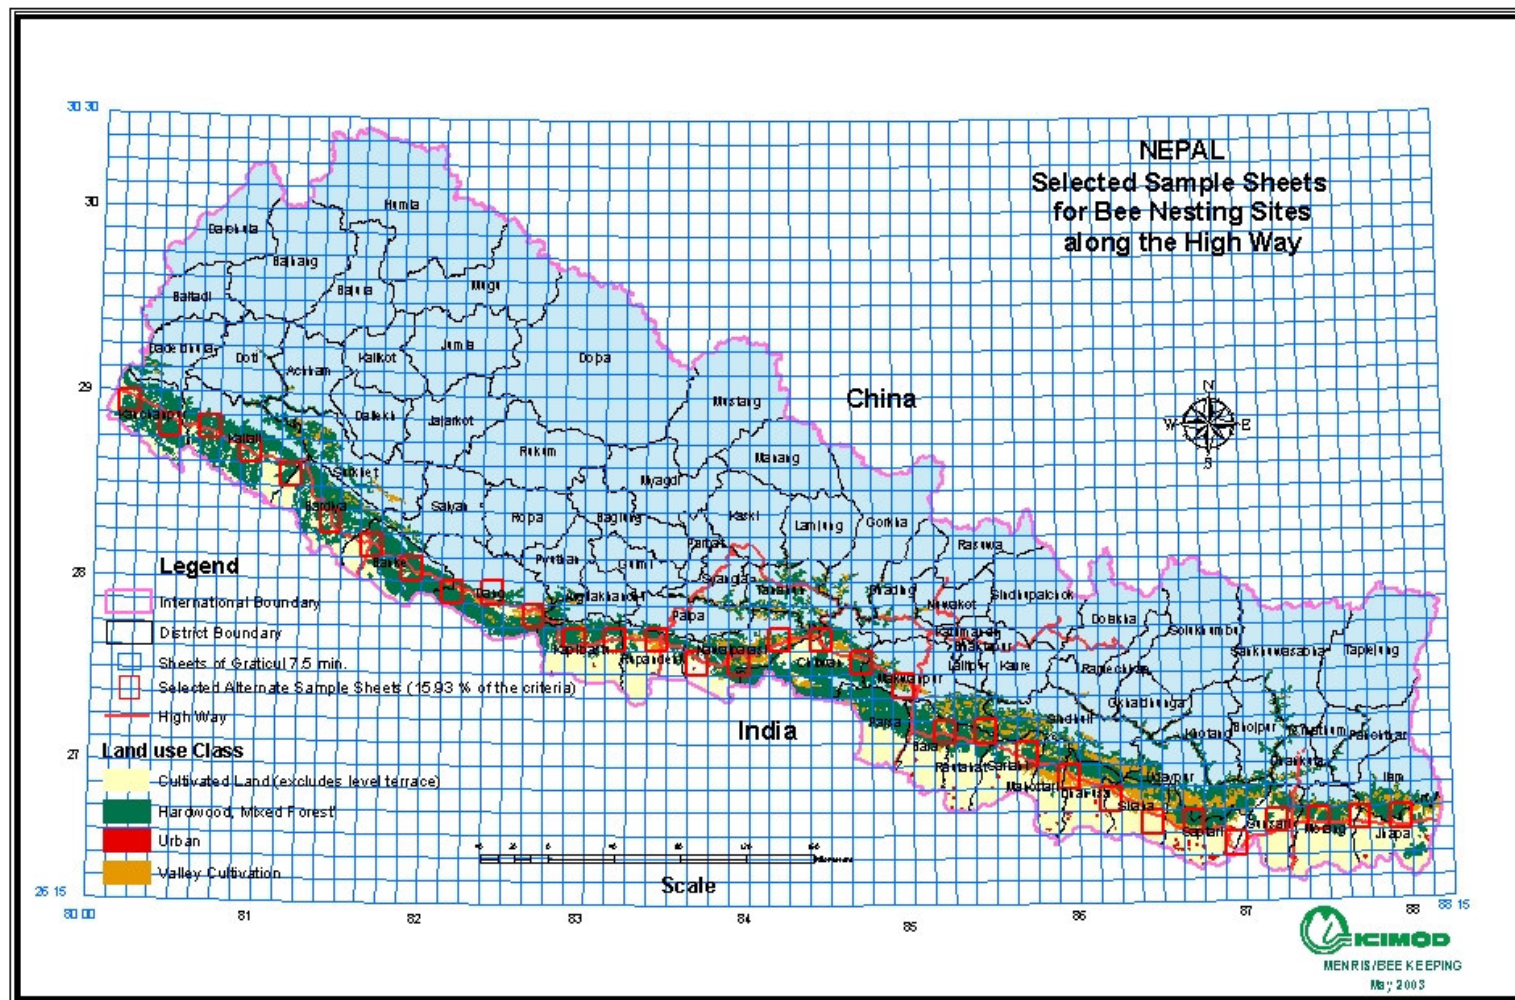 30 30
NEPAL
Selected Sample Sheets
for Bee Nesting Sites
along the High Way
30
Humla
Darchula
Bajhang
Baitadi
Bajura
Mugu
Dadeldhura
Doti
Achham
Kalikot
Jumla
Dolpa
29
China
N
W
E
S
Mustang
Kanchanpur
Kailali
Dailekh
Jajarkot
Surkhet
Rukum
Manang
Myagdi
Bardiya
Salyan
Rolpa
Baglung
Kaski
Lamjung
Gorkha
Rasuwa
Parbat
Banke
Pyuthan
Gulmi
Syangja
Tanahun
Dhading
Nuwakot
Sindhupalchok
28
Legend
International Boundary
District Boundary
Sheets of Graticul 7.5 min.
Selected Alternate Sample Sheets (15.93 % of the criteria)
High Way
Dang
Arghakhanchi
Palpa
Kathmandu
Bhaktapur
Lalitpur
Kavre
Dolakha
Solukhumbu
Sankhuwasabha
Taplejung
Ramechhap
Kapilbastu
Rupandehi
Nawalparasi
Chitwan
Makwanpur
Okhaldhunga
Sindhuli
Khotang
Bhojpur
Panchthar
India
Parsa
Bara
Rautahat
Sarlahi
Dhankuta
Ilam
27
Land use Class
Cultivated Land (excludes level terrace)
Hardwood, Mixed Forest
Urban
Valley Cultivation
Mahottari
Udaypur
Siraha
Saptari
Sunsari
Morang
Jhapa
Scale
26 15
80 00
81
82
83
84
85
86
87
88
88 15
ICIMOD
MENRIS/BEE KEEPING
May 2003